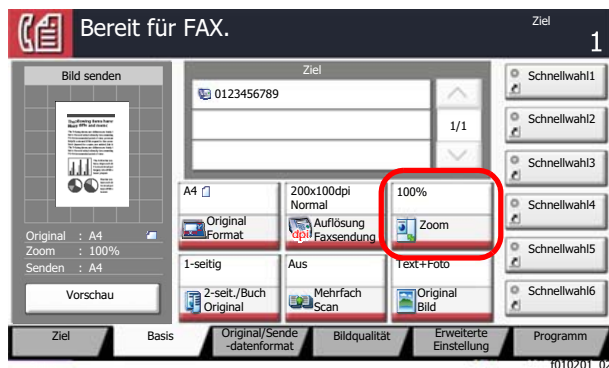 Bereit für FAX.
Ziel
1
Bild senden
Original : A4
Zoom : 100%
Senden : A4
Vorschau
Ziel
0123456789
1/1
A4
Original
Format
200x100dpi
Normal
dpi
Auflösung
Faxsendung
100%
Zoom
1-seitig
2-seit./Buch
Original
Aus
Mehrfach
Scan
Text+Foto
Original
Bild
Schnellwahl1
Schnellwahl2
Schnellwahl3
Schnellwahl4
Schnellwahl5
Schnellwahl6
Ziel
Basis
Original/Sende
-datenformat
Bildqualität
Erweiterte
Einstellung
Programm
f010201_02